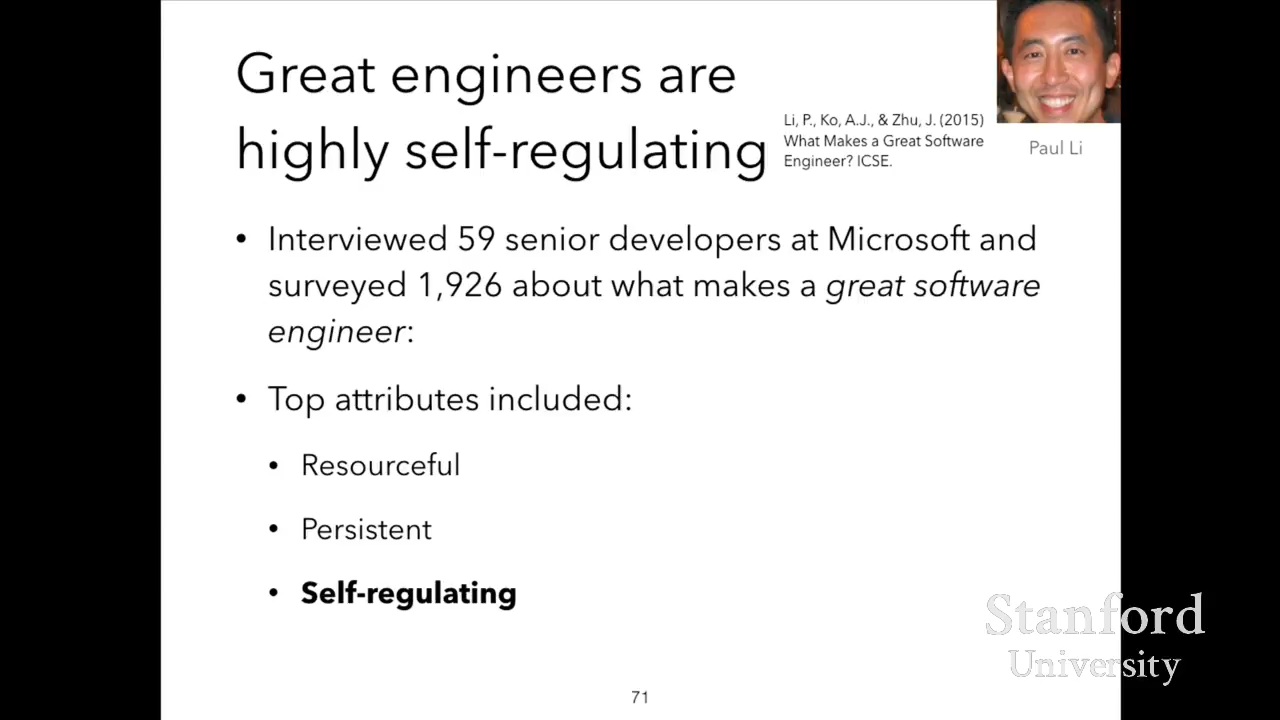 Great engineers are
highly self-regulating
Li, P., Ko, A.J., & Zhu, J. (2015)
What Makes a Great Software
Engineer? ICSE.
Paul Li
• Interviewed 59 senior developers at Microsoft and
surveyed 1,926 about what makes a great software
engineer:
• Top attributes included:
• Resourceful
• Persistent
• Self-regulating
Stanford
University
71